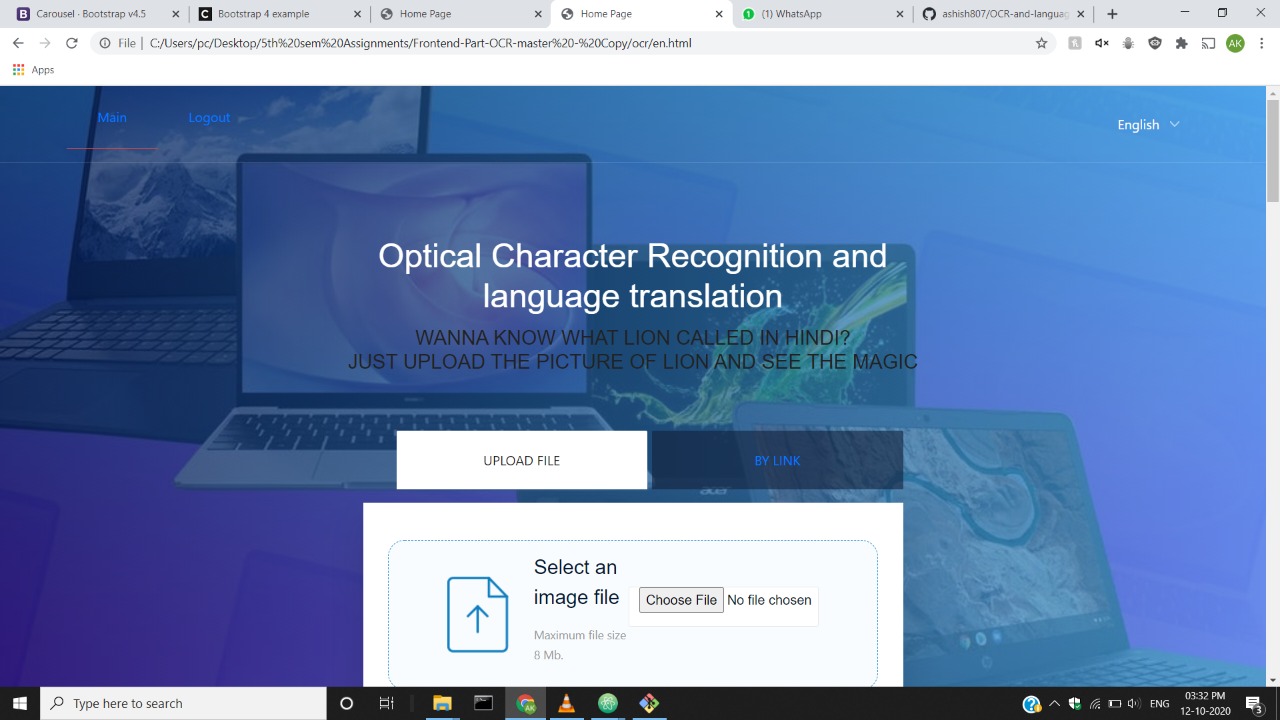 Carousel · Bootstrap v4.5
Bootstrap 4 example
Home Page
Home Page
(1) WhatsApp
ashish807/OCR-and-languag
File | C:/Users/pc/Desktop/5th%20sem%20Assignments/Frontend-Part-OCR-master%20-%20Copy/ocr/en.html
AK
Apps
Main
Logout
English
Optical Character Recognition and
language translation
WANNA KNOW WHAT LION CALLED IN HINDI?
JUST UPLOAD THE PICTURE OF LION AND SEE THE MAGIC
UPLOAD FILE
BY LINK
acer
Select an
image file
Choose File No file chosen
Maximum file size
8 Mb.
Type here to search
ENG
03:32 PM
12-10-2020
3